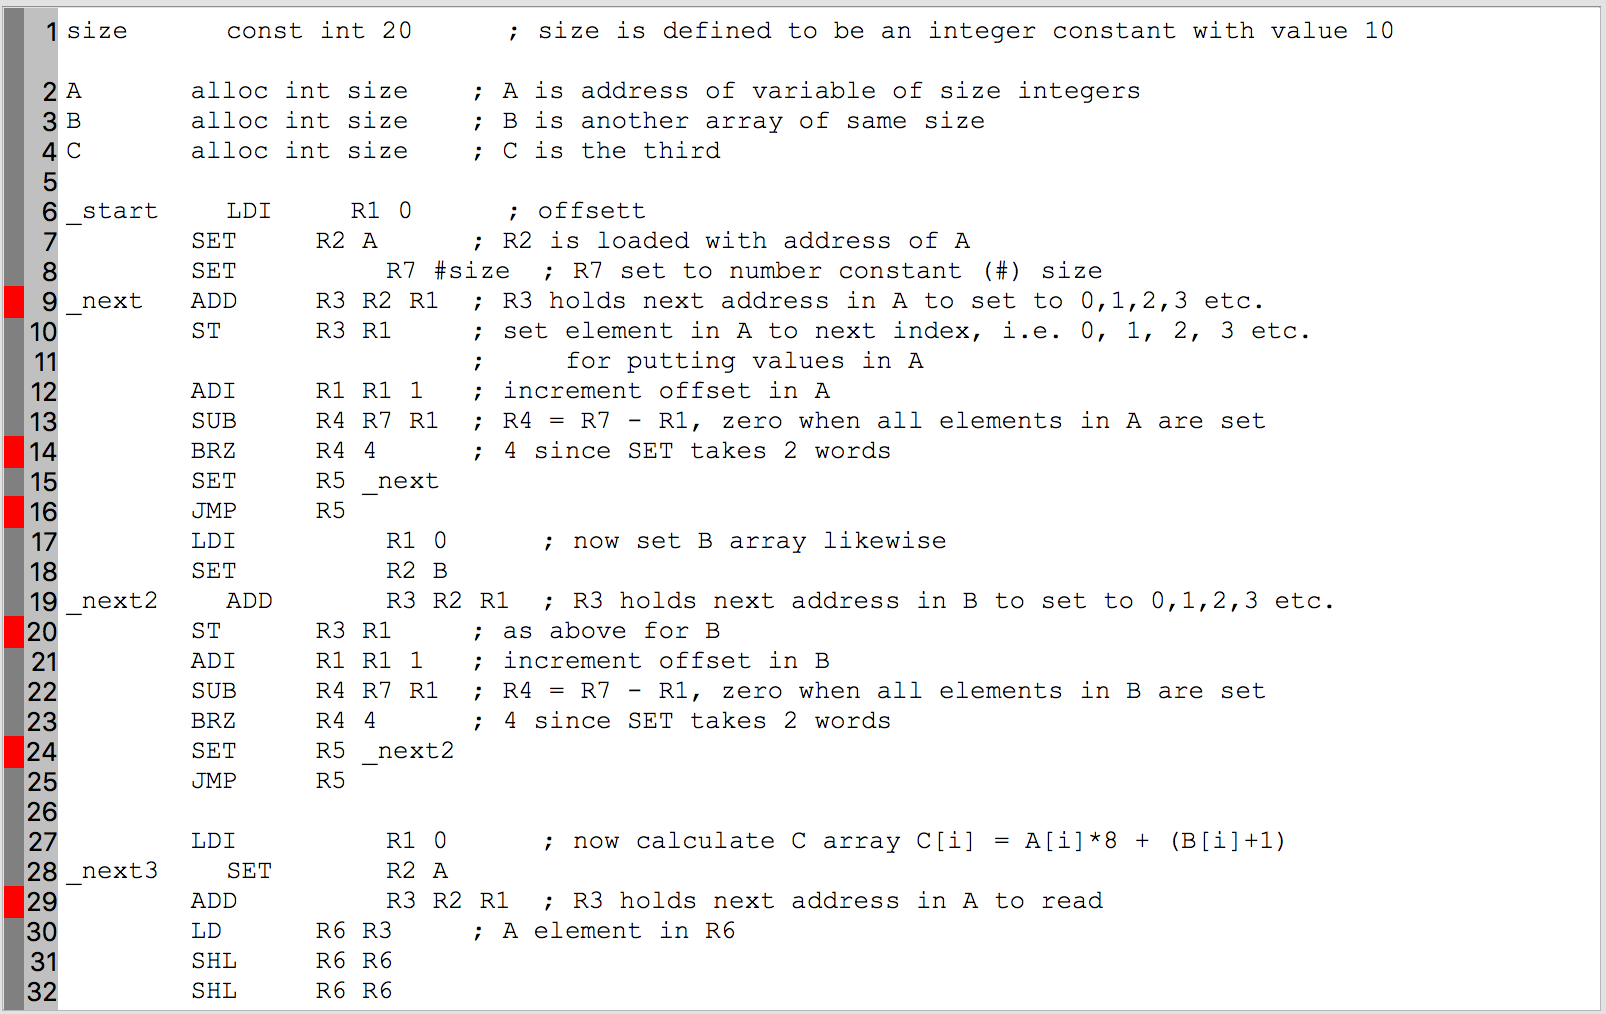 1 size const int 20 ; size is defined to be an integer constant with value 10
2 A alloc int size ; A is address of variable of size integers
3 B alloc int size ; B is another array of same size
4 C alloc int size ; C is the third
5
6 _start LDI R1 0 ; offsett
7 SET R2 A ; R2 is loaded with address of A
8 SET R7 #size ; R7 set to number constant (#) size
9 _next ADD R3 R2 R1 ; R3 holds next address in A to set to 0,1,2,3 etc.
10 ST R3 R1 ; set element in A to next index, i.e. 0, 1, 2, 3 etc.
11 ; for putting values in A
12 ADI R1 R1 1 ; increment offset in A
13 SUB R4 R7 R1 ; R4 = R7 - R1, zero when all elements in A are set
14 BRZ R4 4 ; 4 since SET takes 2 words
15 SET R5 _next
16 JMP R5
17 LDI R1 0 ; now set B array likewise
18 SET R2 B
19 _next2 ADD R3 R2 R1 ; R3 holds next address in B to set to 0,1,2,3 etc.
20 ST R3 R1 ; as above for B
21 ADI R1 R1 1 ; increment offset in B
22 SUB R4 R7 R1 ; R4 = R7 - R1, zero when all elements in B are set
23 BRZ R4 4 ; 4 since SET takes 2 words
24 SET R5 _next2
25 JMP R5
26
27 LDI R1 0 ; now calculate C array C[i] = A[i]*8 + (B[i]+1)
28 _next3 SET R2 A
29 ADD R3 R2 R1 ; R3 holds next address in A to read
30 LD R6 R3 ; A element in R6
31 SHL R6 R6
32 SHL R6 R6